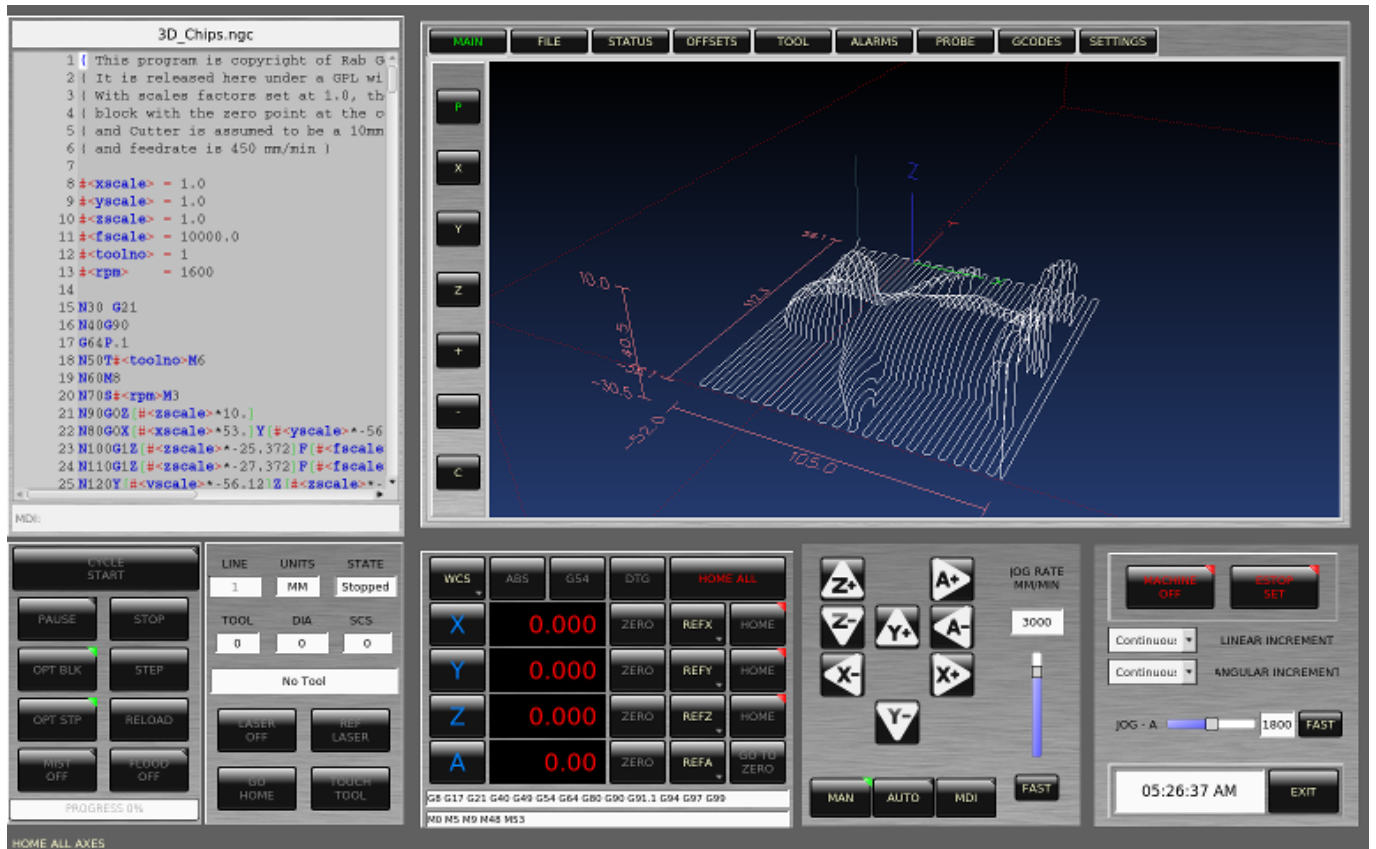 3D_Chips.ngc
1 ( This program is copyright of Rab G
2 ( It is released here under a GPL wi
3 ( With scales factors set at 1.0, th
4 ( block with the zero point at the c
5 ( and Cutter is assumed to be a 10mm
6 ( and feedrate is 450 mm/min )
7
8 #<xscale> = 1.0
9 #<yscale> = 1.0
10 #<zscale> = 1.0
11 #<fscale> = 10000.0
12 #<toolno> = 1
13 #<rpm> = 1600
14
15 N30 G21
16 N40G90
17 G64P.1
18 N50T#<toolno>M6
19 N60M8
20 N70S#<rpm>M3
21 N90G0Z[#<zscale>*10.]
22 N80G0X[#<xscale>*53.]Y[#<yscale>*-56
23 N100G1Z[#<zscale>*-25.372]F[#<fscale
24 N110G1Z[#<zscale>*-27.372]F[#<fscale
25 N120Y[#<yscale>*-56.12]Z[#<zscale>*-
MDI:
MAIN FILE STATUS OFFSETS TOOL ALARMS PROBE GCODES SETTINGS
P
X
Y
Z
+
-
C
Z
10.0
40.5
-30.5
-52.0
105.0
CYCLE
START
PAUSE STOP
OPT BLK STEP
OPT STP RELOAD
MIST
OFF
FLOOD
OFF
PROGRESS 0%
LINE UNITS STATE
1 MM Stopped
TOOL DIA SCS
0 0 0
No Tool
LASER
OFF
REF
LASER
GO
HOME
TOUCH
TOOL
WCS ABS G54 DTG HOME ALL
X 0.000 ZERO REFX HOME
Y 0.000 ZERO REFY HOME
Z 0.000 ZERO REFZ HOME
A 0.00 ZERO REFA GO TO
ZERO
G8 G17 G21 G40 G49 G54 G64 G80 G90 G91.1 G94 G97 G99
M0 M5 M9 M48 M53
Z+ A+
Z- Y+ A-
X- X+
Y-
JOG RATE
MM/MIN
3000
FAST
MAN AUTO MDI
MACHINE
OFF
ESTOP
SET
Continuou: LINEAR INCREMENT
Continuou: ANGULAR INCREMENT
JOG - A 1800 FAST
05:26:37 AM EXIT
HOME ALL AXES